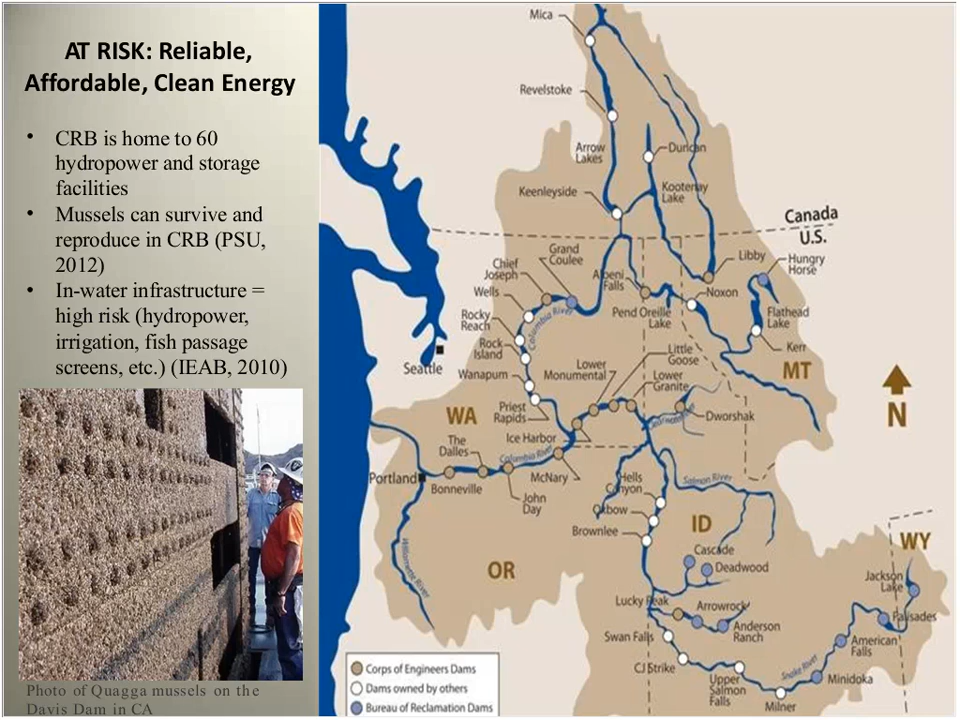 AT RISK: Reliable,
Affordable, Clean Energy
• CRB is home to 60
hydropower and storage
facilities
• Mussels can survive and
reproduce in CRB (PSU,
2012)
• In-water infrastructure =
high risk (hydropower,
irrigation, fish passage
screens, etc.) (IEAB, 2010)
Photo of Quagga mussels on the
Davis Dam in CA
Mica
Revelstoke
Arrow
Lakes
Duncan
Keenleyside
Kootenay
Lake
Canada
U.S.
Grand
Coulee
Libby
Hungry
Horse
Chief
Joseph
Albeni
Falls
Wells
Noxon
Pend Oreille
Lake
Flathead
Lake
Columbia River
Rocky
Reach
Rock
Island
Kerr
Seattle
Wanapum
Lower
Monumental
Little
Goose
Lower
Granite
MT
N
WA
Priest
Rapids
Dworshak
Clearwater
Ice Harbor
The
Dalles
Columbia River
Portland
Bonneville
John
Day
McNary
Hells
Canyon
Salmon River
Oxbow
Brownlee
ID
WY
Willamette River
OR
Cascade
Deadwood
Jackson
Lake
Lucky Peak
Arrowrock
Palisades
Anderson
Ranch
Swan Falls
American
Falls
CJ Strike
Snake River
Upper
Salmon
Falls
Minidoka
Milner
Corps of Engineers Dams
Dams owned by others
Bureau of Reclamation Dams